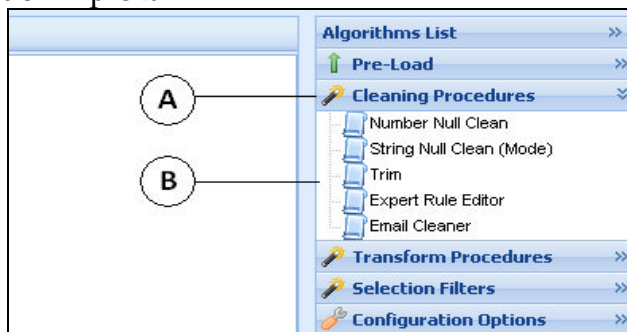 Algorithms List
Pre-Load
A
Cleaning Procedures
Number Null Clean
String Null Clean (Mode)
Trim
B
Expert Rule Editor
Email Cleaner
Transform Procedures
Selection Filters
Configuration Options